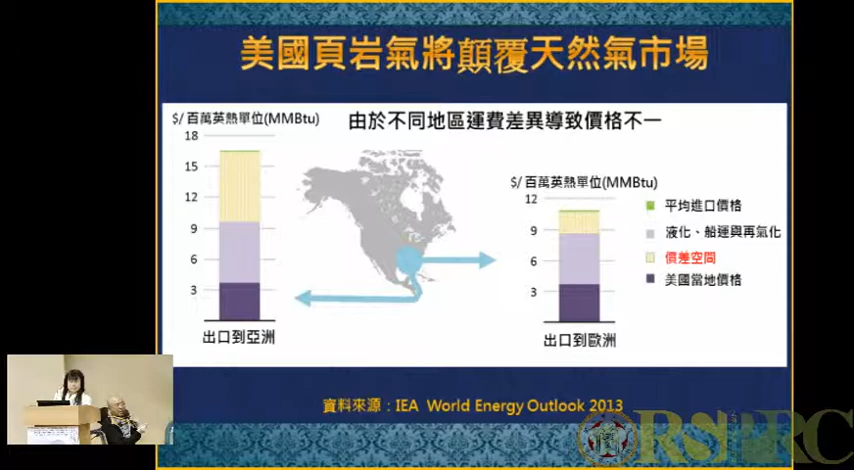 美國頁岩氣將顛覆天然氣市場
$/ 百萬英熱單位(MMBtu)
由於不同地區運費差異導致價格不一
18
15
12
9
6
3
出口到亞洲
$/ 百萬英熱單位(MMBtu)
12
9
6
3
出口到歐洲
平均進口價格
液化、船運與再氣化
價差空間
美國當地價格
資料來源：IEA World Energy Outlook 2013
RSPRC